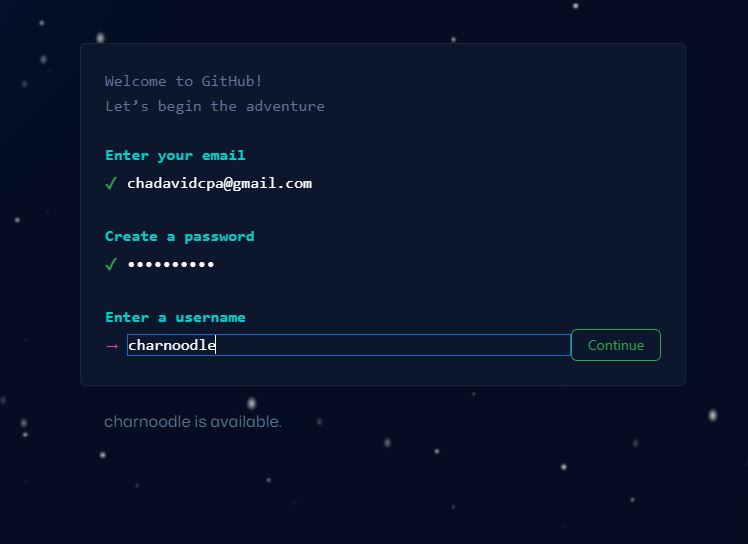 Welcome to GitHub!
Let’s begin the adventure
Enter your email
✓ chadavidcpa@gmail.com
Create a password
✓ ••••••••••
Enter a username
→ charnoodle
Continue
charnoodle is available.